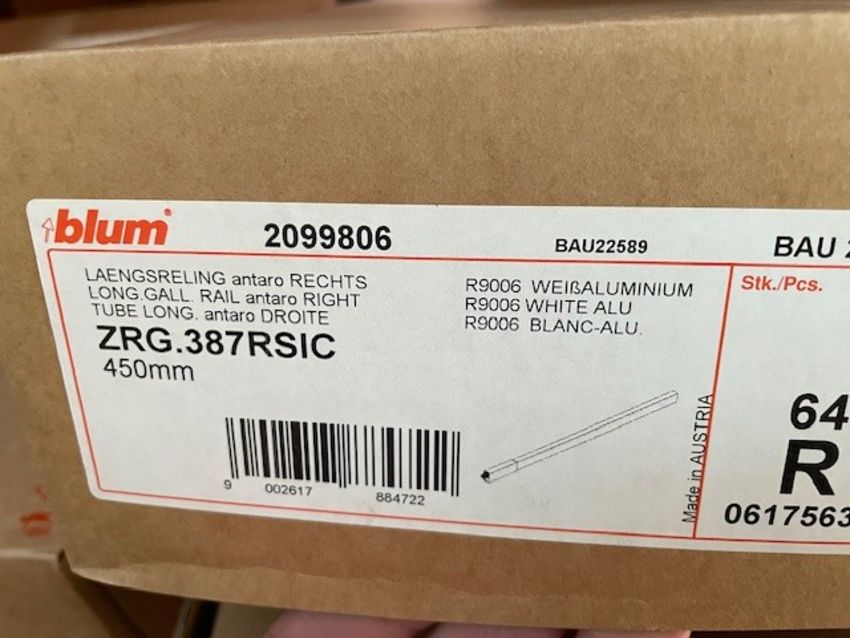 blum
2099806
BAU22589
BAU
LAENGSRELING antaro RECHTS
LONG.GALL. RAIL antaro RIGHT
TUBE LONG. antaro DROITE
ZRG.387RSIC
450mm
R9006 WEIßALUMINIUM
R9006 WHITE ALU
R9006 BLANC-ALU.
Stk./Pcs.
9 002617 884722
Made in AUSTRIA
64
R
0617563